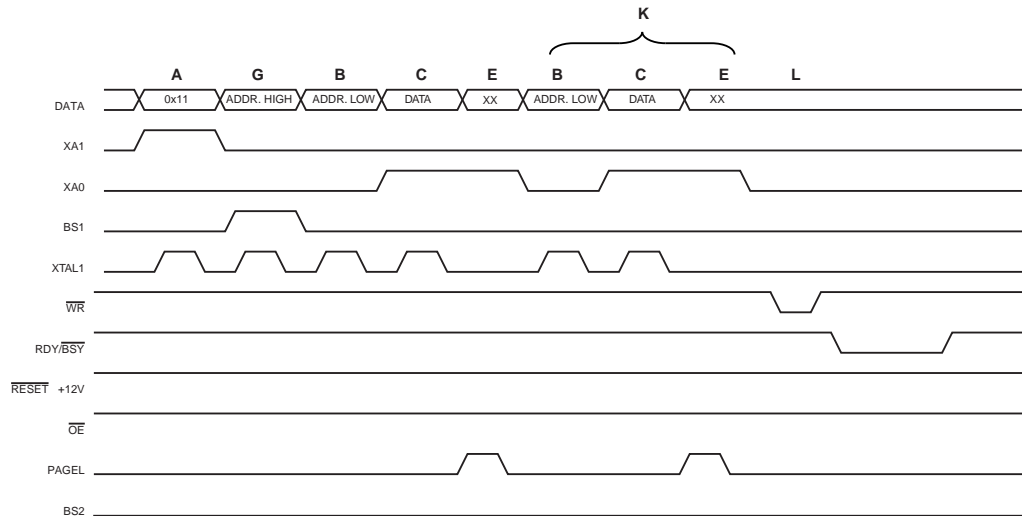 K
A G B C E B C E L
DATA 0x11 ADDR. HIGH ADDR. LOW DATA XX ADDR. LOW DATA XX
XA1
XA0
BS1
XTAL1
WR
RDY/BSY
RESET +12V
OE
PAGEL
BS2